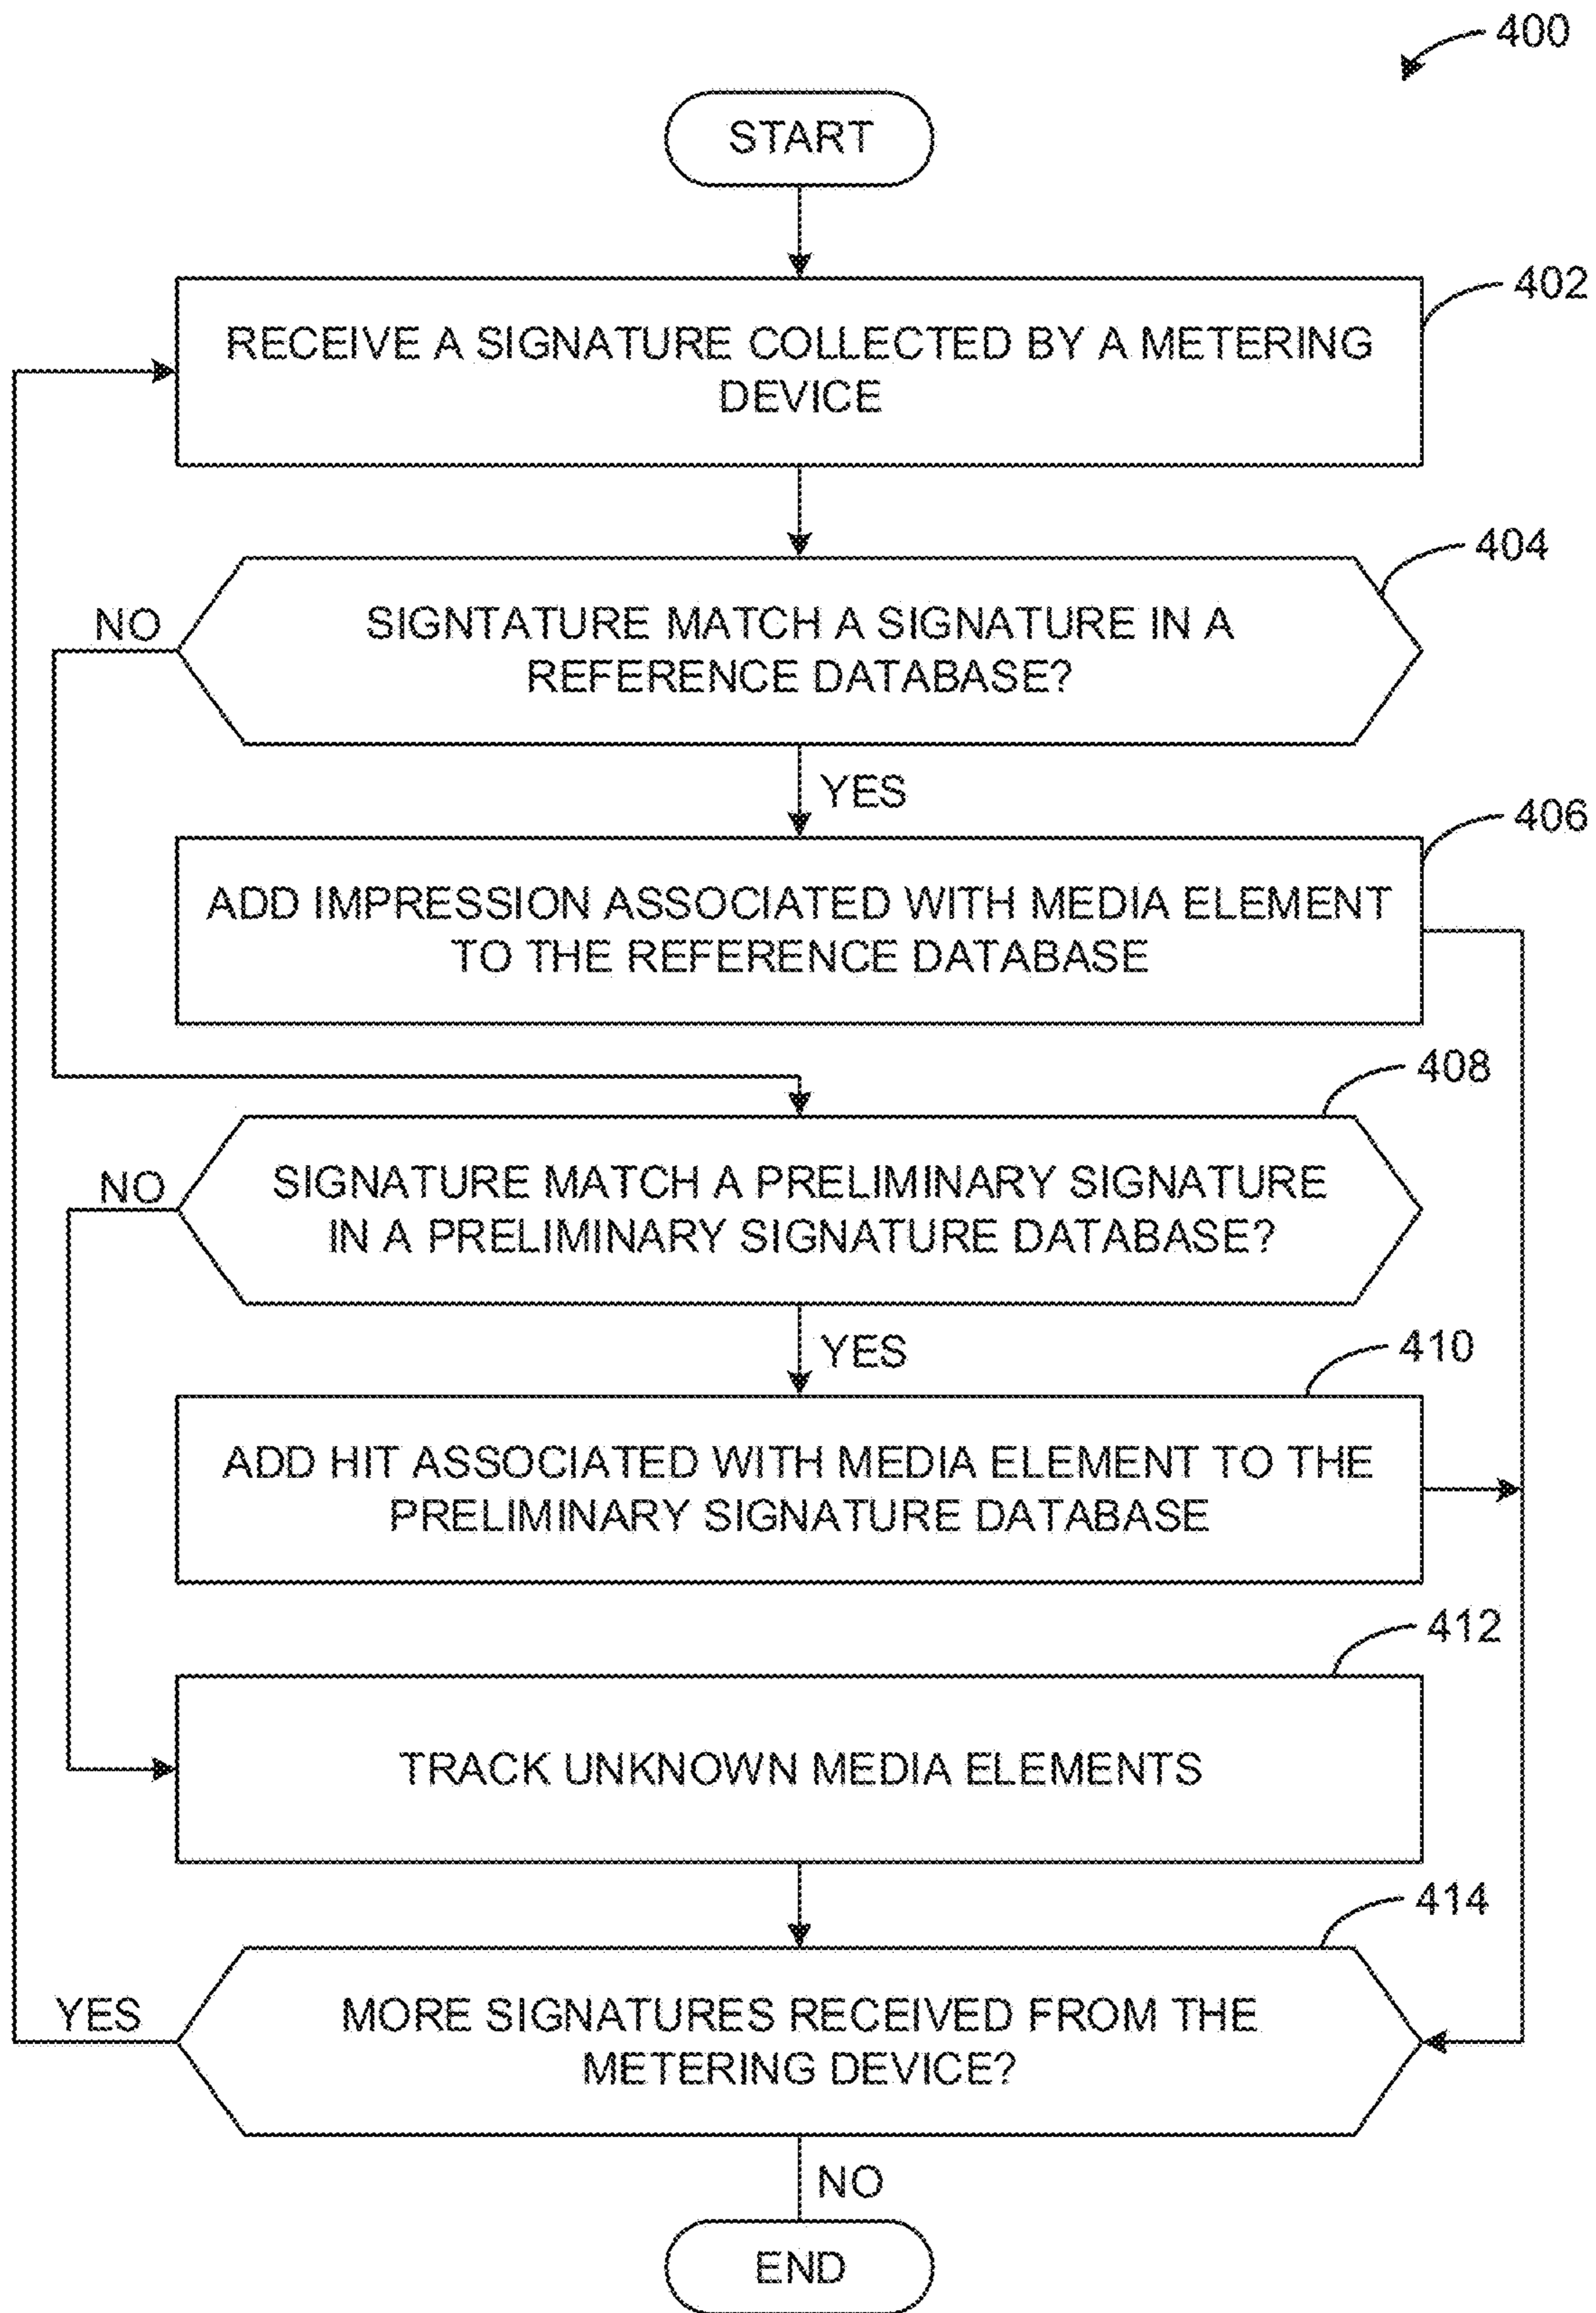 400
START
402
RECEIVE A SIGNATURE COLLECTED BY A METERING
DEVICE
404
NO
SIGNTATURE MATCH A SIGNATURE IN A
REFERENCE DATABASE?
YES
406
ADD IMPRESSION ASSOCIATED WITH MEDIA ELEMENT
TO THE REFERENCE DATABASE
408
NO
SIGNATURE MATCH A PRELIMINARY SIGNATURE
IN A PRELIMINARY SIGNATURE DATABASE?
YES
410
ADD HIT ASSOCIATED WITH MEDIA ELEMENT TO THE
PRELIMINARY SIGNATURE DATABASE
412
TRACK UNKNOWN MEDIA ELEMENTS
414
YES
MORE SIGNATURES RECEIVED FROM THE
METERING DEVICE?
NO
END